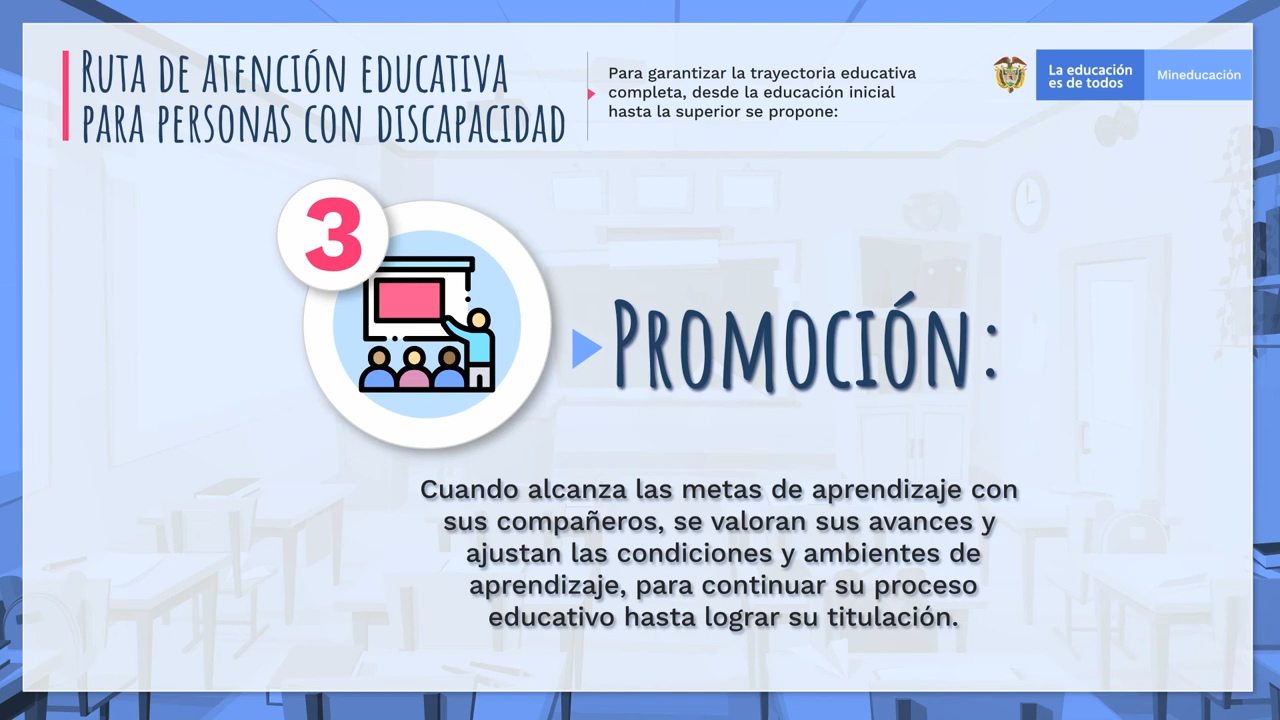 Ruta de atención educativa
para personas con discapacidad
Para garantizar la trayectoria educativa
completa, desde la educación inicial
hasta la superior se propone:
La educación
es de todos
Mineducación
3
Promoción:
Cuando alcanza las metas de aprendizaje con
sus compañeros, se valoran sus avances y
ajustan las condiciones y ambientes de
aprendizaje, para continuar su proceso
educativo hasta lograr su titulación.